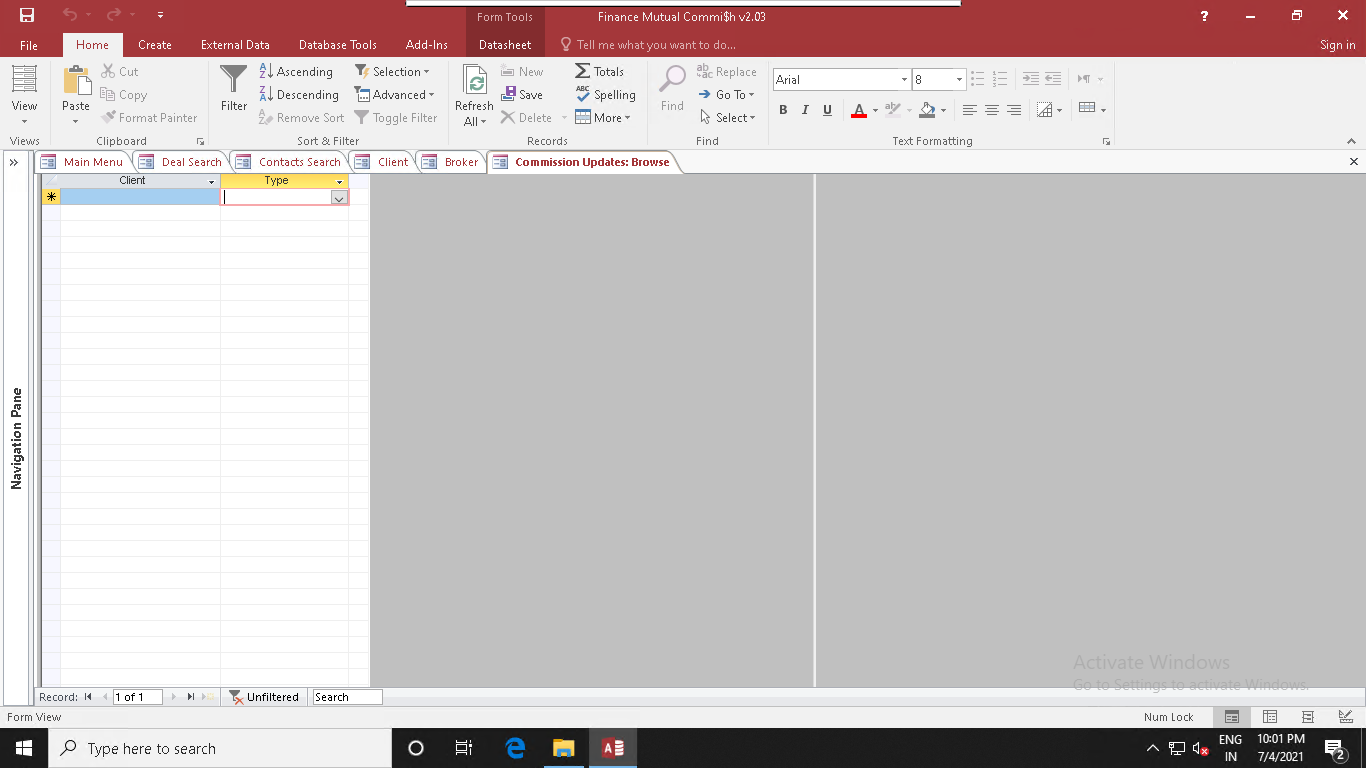 Form Tools
Finance Mutual Commi$h v2.03
?
File
Home
Create
External Data
Database Tools
Add-Ins
Datasheet
Tell me what you want to do...
Sign in
View
Paste
Cut
Copy
Format Painter
Filter
Ascending
Descending
Remove Sort
Selection
Advanced
Toggle Filter
Refresh
All
New
Save
Delete
Totals
Spelling
More
Find
Replace
Go To
Select
Arial
8
B I U
Views
Clipboard
Sort & Filter
Records
Find
Text Formatting
Main Menu
Deal Search
Contacts Search
Client
Broker
Commission Updates: Browse
Client
Type
Navigation Pane
Activate Windows
Go to Settings to activate Windows.
Record:
1 of 1
Unfiltered
Search
Form View
Num Lock
Type here to search
ENG
IN
10:01 PM
7/4/2021
2